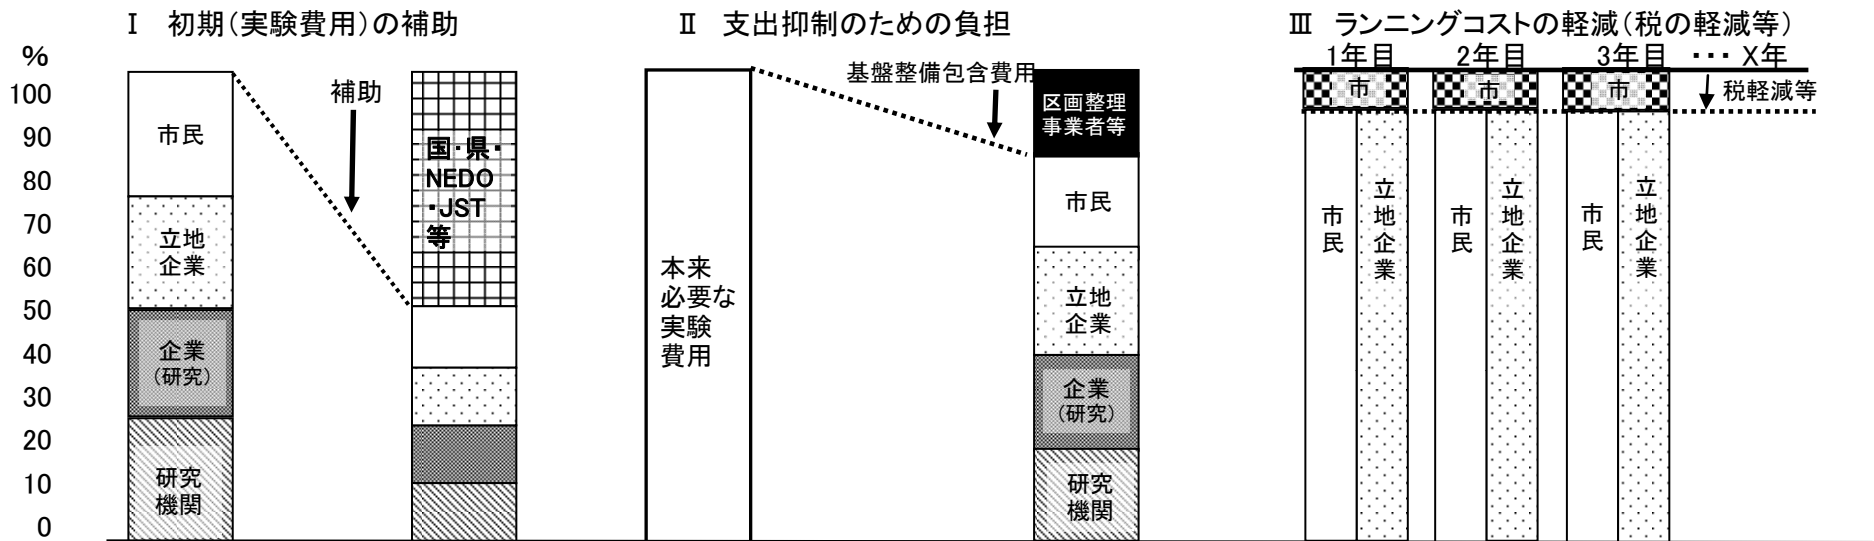 Ⅰ 初期(実験費用)の補助
%
100
90
80
70
60
50
40
30
20
10
0
市民
立地
企業
企業
(研究)
研究
機関
補助
国・県・
NEDO
・JST
等
Ⅱ 支出抑制のための負担
本来
必要な
実験
費用
基盤整備包含費用
区画整理
事業者等
市民
立地
企業
企業
(研究)
研究
機関
Ⅲ ランニングコストの軽減(税の軽減等)
1年目 2年目 3年目 ・・・ X年
市 市 市
税軽減等
市民
立地企業
市民
立地企業
市民
立地企業